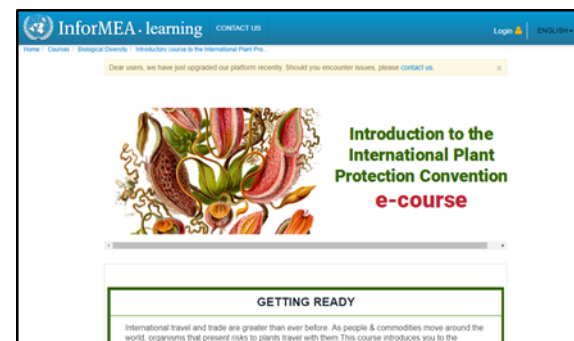 InforMEA · learning CONTACT US Login ENGLISH
Home / Courses / Biological Diversity / Introductory course to the International Plant Pro...
Dear users, we have just upgraded our platform recently. Should you encounter issues, please contact us. ×
Introduction to the
International Plant
Protection Convention
e-course
GETTING READY
International travel and trade are greater than ever before. As people & commodities move around the
world, organisms that present risks to plants travel with them.This course introduces you to the